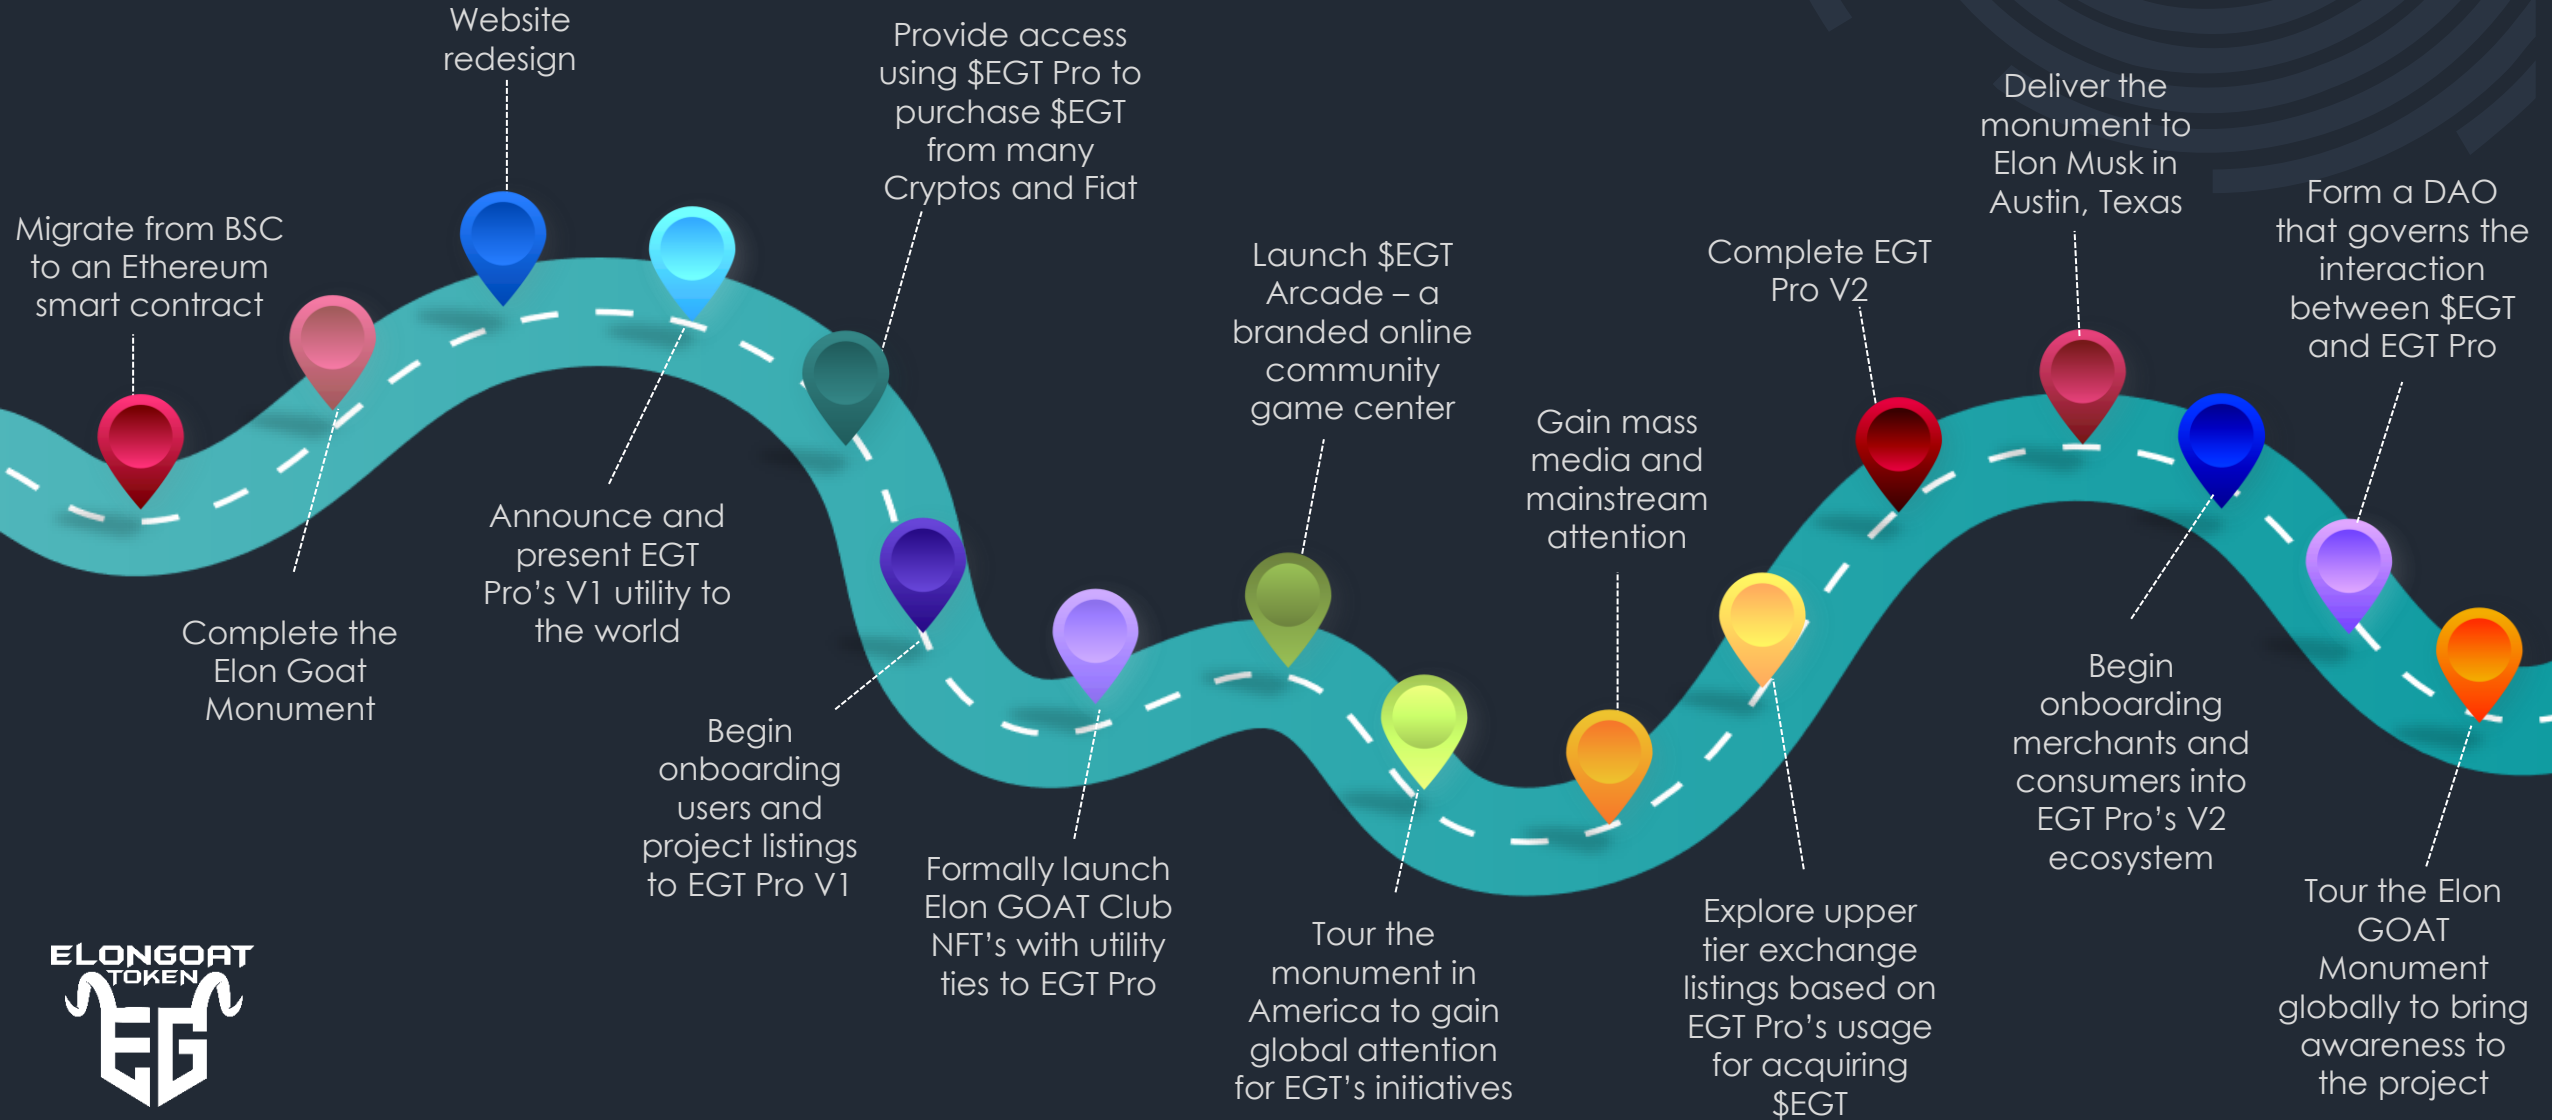 Migrate from BSC
to an Ethereum
smart contract
Complete the
Elon Goat
Monument
Website
redesign
Announce and
present EGT
Pro’s V1 utility to
the world
Provide access
using $EGT Pro to
purchase $EGT
from many
Cryptos and Fiat
Begin
onboarding
users and
project listings
to EGT Pro V1
Formally launch
Elon GOAT Club
NFT’s with utility
ties to EGT Pro
Launch $EGT
Arcade – a
branded online
community
game center
Tour the
monument in
America to gain
global attention
for EGT’s initiatives
Gain mass
media and
mainstream
attention
Explore upper
tier exchange
listings based on
EGT Pro’s usage
for acquiring
$EGT
Complete EGT
Pro V2
Deliver the
monument to
Elon Musk in
Austin, Texas
Begin
onboarding
merchants and
consumers into
EGT Pro’s V2
ecosystem
Form a DAO
that governs the
interaction
between $EGT
and EGT Pro
Tour the Elon
GOAT
Monument
globally to bring
awareness to
the project
ELONGOAT
TOKEN
EG